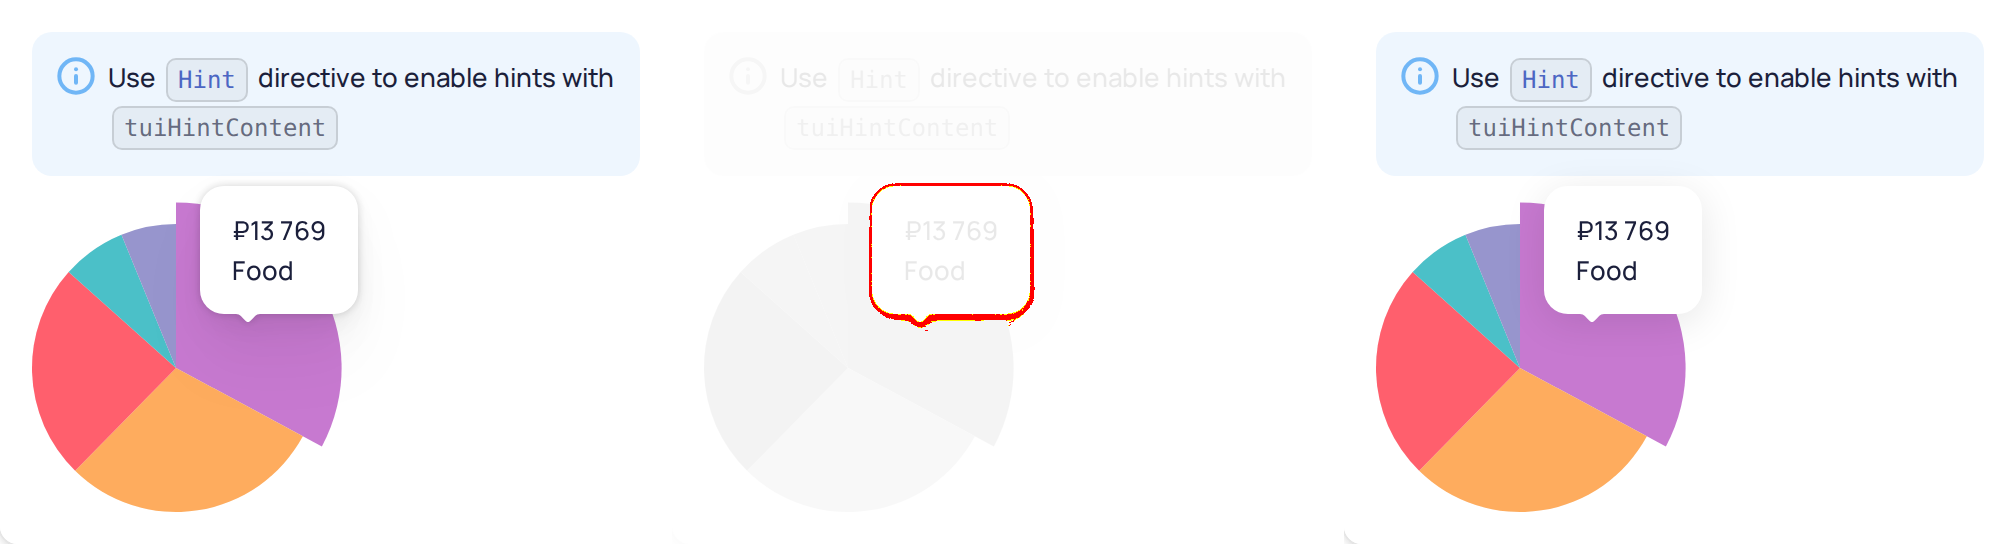 Use Hint directive to enable hints with
tuiHintContent
₽13 769
Food
Use Hint directive to enable hints with
tuiHintContent
₽13 769
Food
Use Hint directive to enable hints with
tuiHintContent
₽13 769
Food